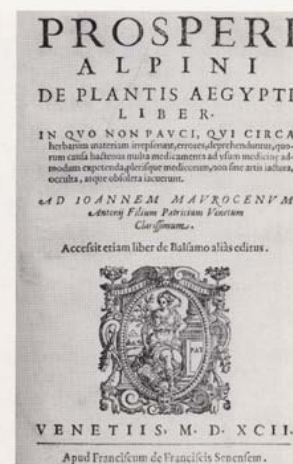 PROSPERI
ALPINI
DE PLANTIS AEGYPTI
LIBER.
IN QVO NON PAVCI, QVI CIRCA
herbarum materiam irrepserunt, errores, deprehenduntur, quo-
rum causa hactenus multa medicamenta ad vsum medicinę ad-
modum expetenda, plerisque medicorum, non sine artis iactura,
occulta, atque obsoleta iacuerunt.
AD IOANNEM MAVROCENVM
Antonij Filium Patricium Venetum
Clarissimum.
Accessit etiam liber de Balsamo aliàs editus.
PAX
VENETIIS, M. D. XCII.
Apud Franciscum de Franciscis Senensem.